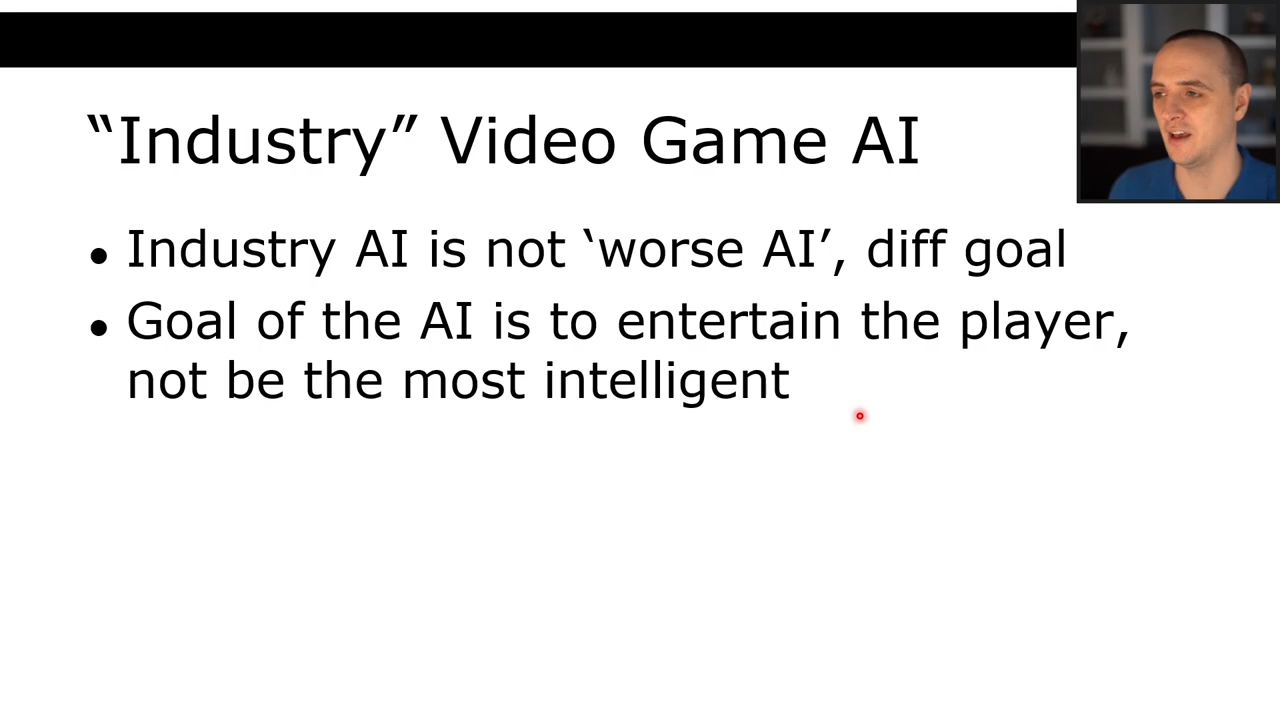 “Industry” Video Game AI
● Industry AI is not ‘worse AI’, diff goal
● Goal of the AI is to entertain the player,
not be the most intelligent